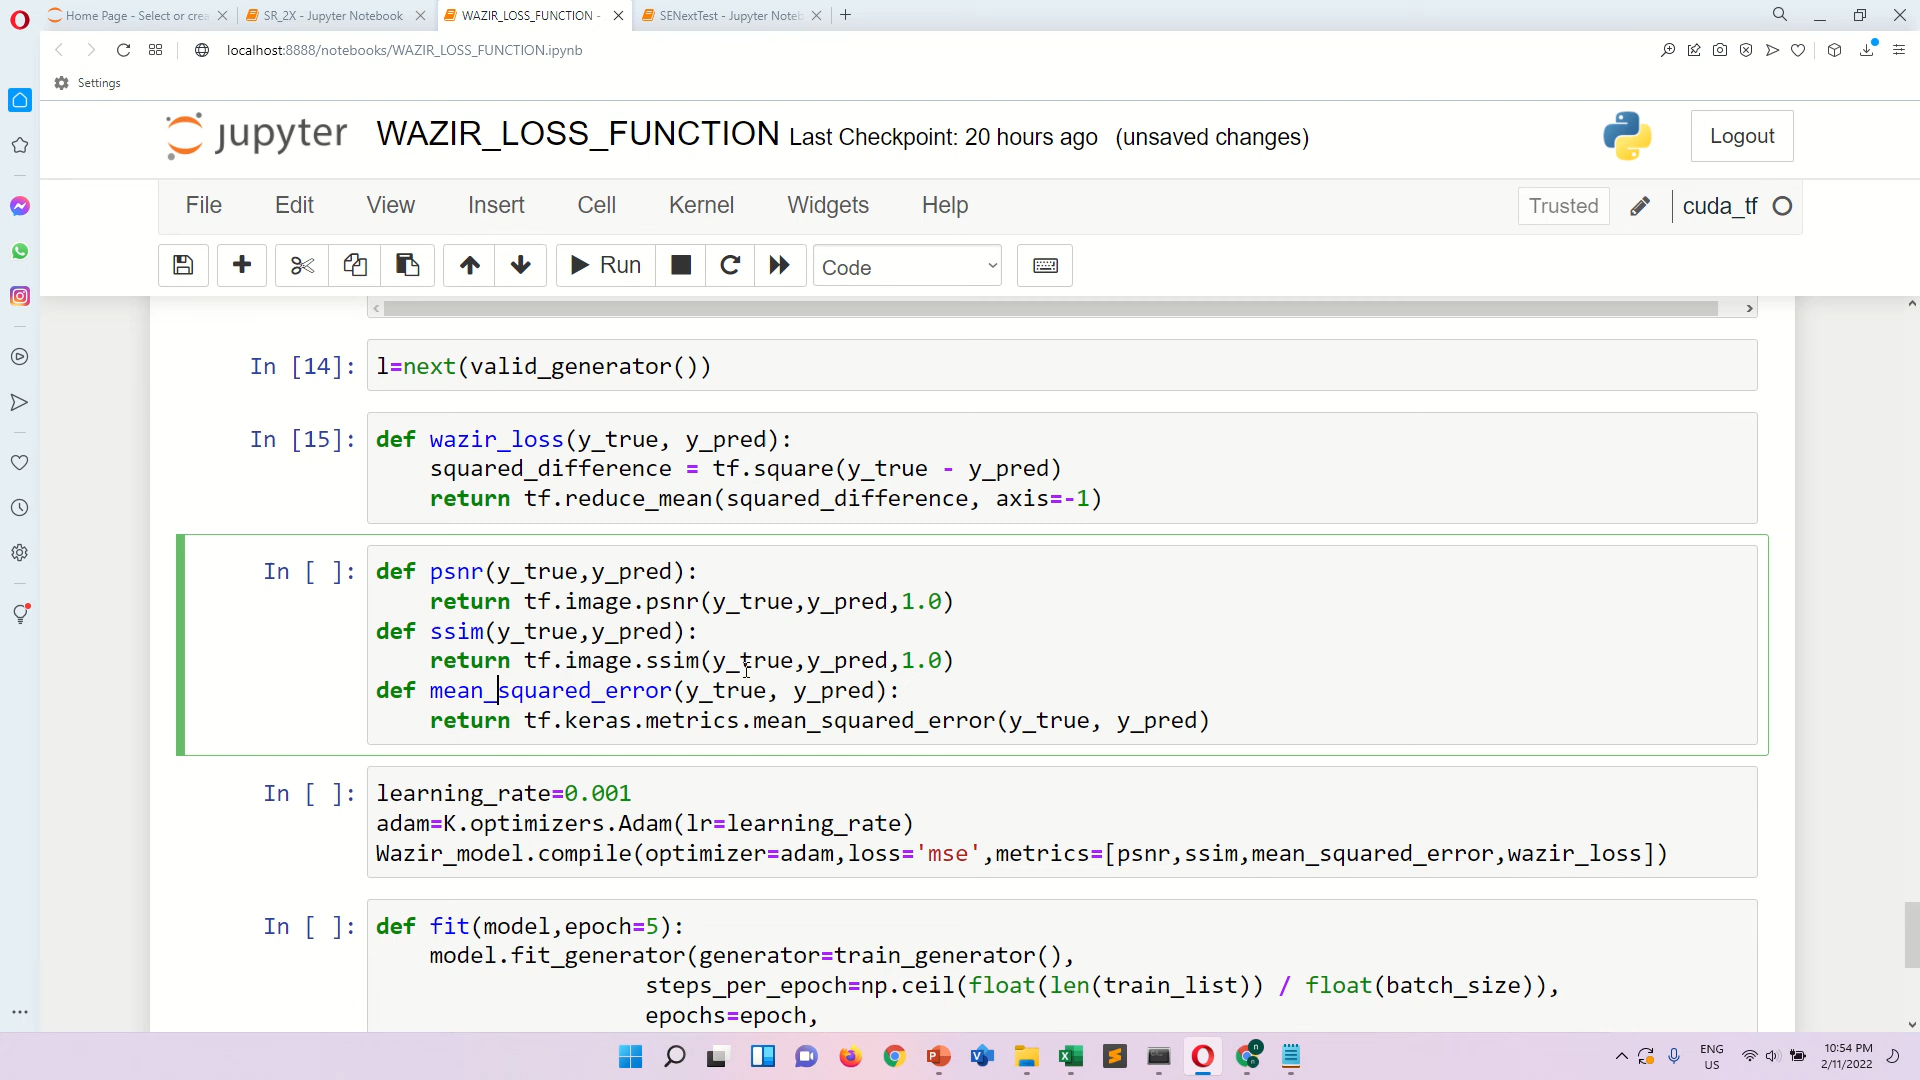 Home Page - Select or crea
SR_2X - Jupyter Notebook
WAZIR_LOSS_FUNCTION -
SENextTest - Jupyter Noteb
localhost:8888/notebooks/WAZIR_LOSS_FUNCTION.ipynb
Settings
jupyter WAZIR_LOSS_FUNCTION Last Checkpoint: 20 hours ago (unsaved changes)
Logout
File Edit View Insert Cell Kernel Widgets Help
Trusted
cuda_tf
Run
Code
In [14]: l=next(valid_generator())
In [15]: def wazir_loss(y_true, y_pred):
    squared_difference = tf.square(y_true - y_pred)
    return tf.reduce_mean(squared_difference, axis=-1)
In [ ]: def psnr(y_true,y_pred):
    return tf.image.psnr(y_true,y_pred,1.0)
def ssim(y_true,y_pred):
    return tf.image.ssim(y_true,y_pred,1.0)
def mean_squared_error(y_true, y_pred):
    return tf.keras.metrics.mean_squared_error(y_true, y_pred)
In [ ]: learning_rate=0.001
adam=K.optimizers.Adam(lr=learning_rate)
Wazir_model.compile(optimizer=adam,loss='mse',metrics=[psnr,ssim,mean_squared_error,wazir_loss])
In [ ]: def fit(model,epoch=5):
    model.fit_generator(generator=train_generator(),
                    steps_per_epoch=np.ceil(float(len(train_list)) / float(batch_size)),
                    epochs=epoch,
ENG
US
10:54 PM
2/11/2022